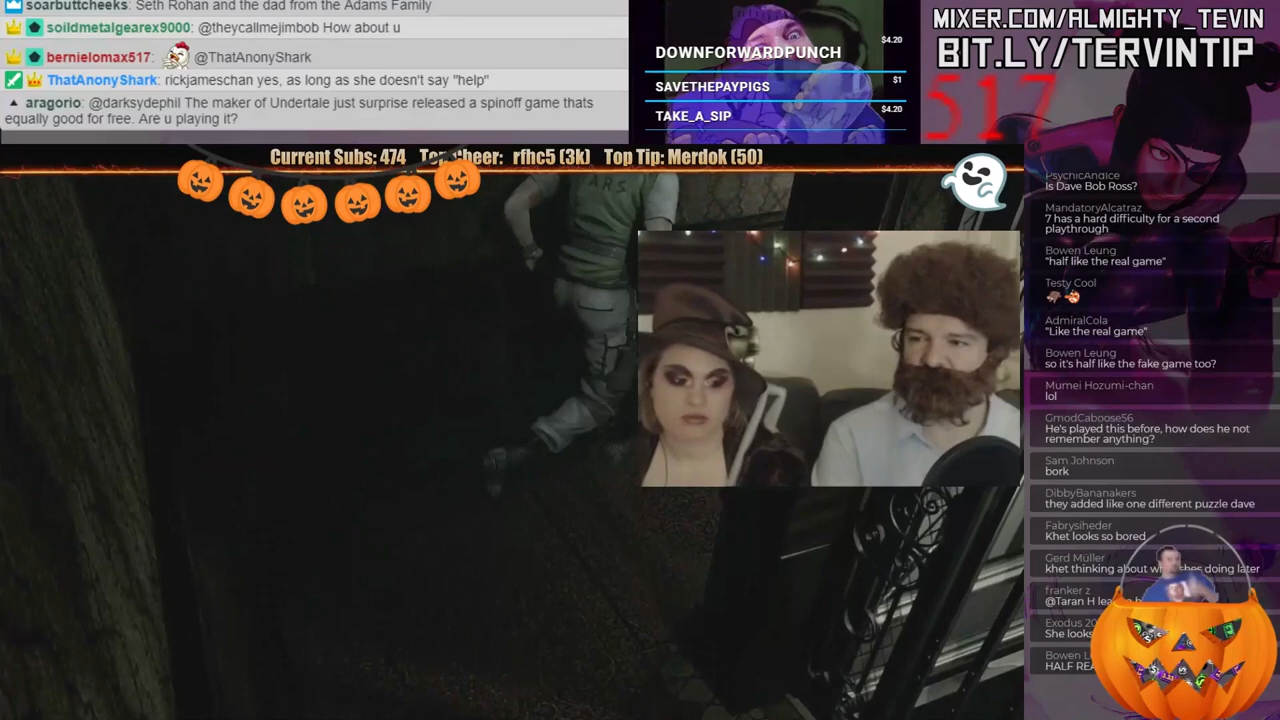 soarbuttcheeks: Seth Rohan and the dad from the Adams Family
soildmetalgearex9000: @theycallmejimbob How about u
bernielomax517: @ThatAnonyShark
ThatAnonyShark: rickjameschan yes, as long as she doesn't say "help"
aragorio: @darksydephil The maker of Undertale just surprise released a spinoff game thats
equally good for free. Are u playing it?
DOWNFORWARDPUNCH $4.20
SAVETHEPAYPIGS $1
TAKE_A_SIP $4.20
MIXER.COM/ALMIGHTY_TEVIN
BIT.LY/TERVINTIP
517
Current Subs: 474 Top Cheer: rfhc5 (3k) Top Tip: Merdok (50)
ARS
PsychicAndIce
Is Dave Bob Ross?
MandatoryAlcatraz
7 has a hard difficulty for a second
playthrough
Bowen Leung
"half like the real game"
Testy Cool
AdmiralCola
"Like the real game"
Bowen Leung
so it's half like the fake game too?
Mumei Hozumi-chan
lol
GmodCaboose56
He's played this before, how does he not
remember anything?
Sam Johnson
bork
DibbyBananakers
they added like one different puzzle dave
Fabrysiheder
Khet looks so bored
Gerd Müller
khet thinking about doing later
franker z
@Taran H
Exodus 20
She looks
Bowen
HALF